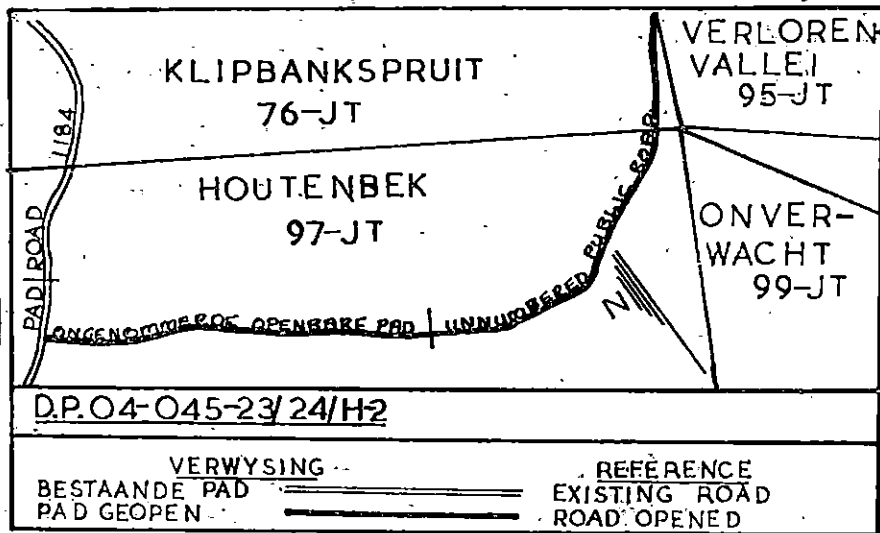 KLIPBANKSPRUIT
76-JT
VERLOREN
VALLEI
95-JT
1184
HOUTENBEK
97-JT
PAD ROAD
ONVER-
WACHT
99-JT
N
ONGENOMMERDE OPENBARE PAD
UNNUMBERED PUBLIC ROAD
D.P.04-045-23/24/H-2
VERWYSING
REFERENCE
BESTAANDE PAD
EXISTING ROAD
PAD GEOPEN
ROAD OPENED